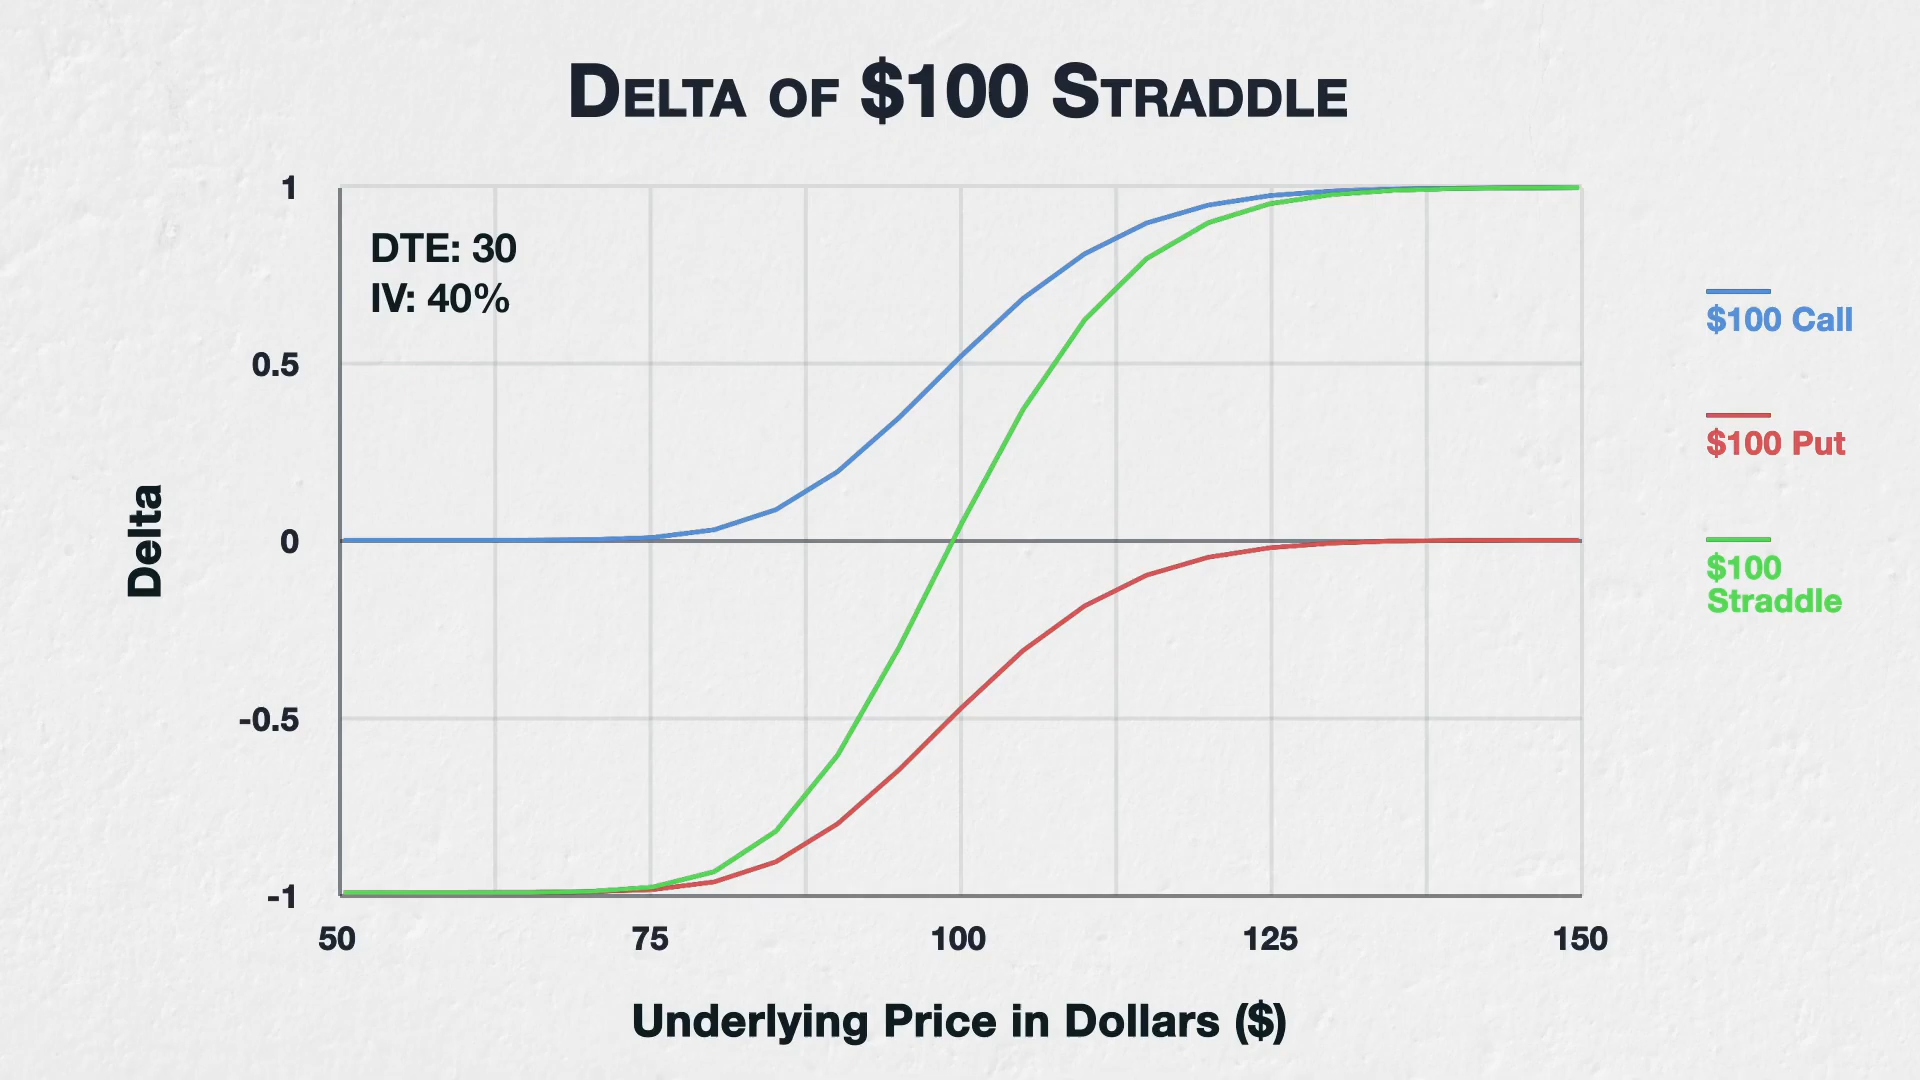 Delta of $100 Straddle
1
DTE: 30
IV: 40%
0.5
0
-0.5
-1
Delta
50 75 100 125 150
Underlying Price in Dollars ($)
$100 Call
$100 Put
$100
Straddle